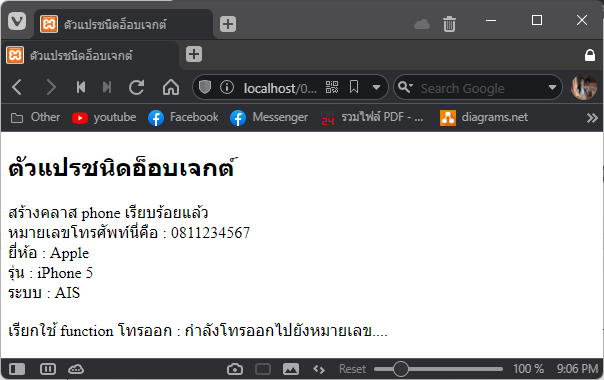 ตัวแปรชนิดอ็อบเจกต์
ตัวแปรชนิดอ็อบเจกต์
localhost/0...
Search Google
Other
youtube
Facebook
Messenger
24
รวมไฟล์ PDF - ...
diagrams.net
ตัวแปรชนิดอ็อบเจกต์
สร้างคลาส phone เรียบร้อยแล้ว
หมายเลขโทรศัพท์นี่คือ : 0811234567
ยี่ห้อ : Apple
รุ่น : iPhone 5
ระบบ : AIS
เรียกใช้ function โทรออก : กำลังโทรออกไปยังหมายเลข....
Reset
100 %
9:06 PM